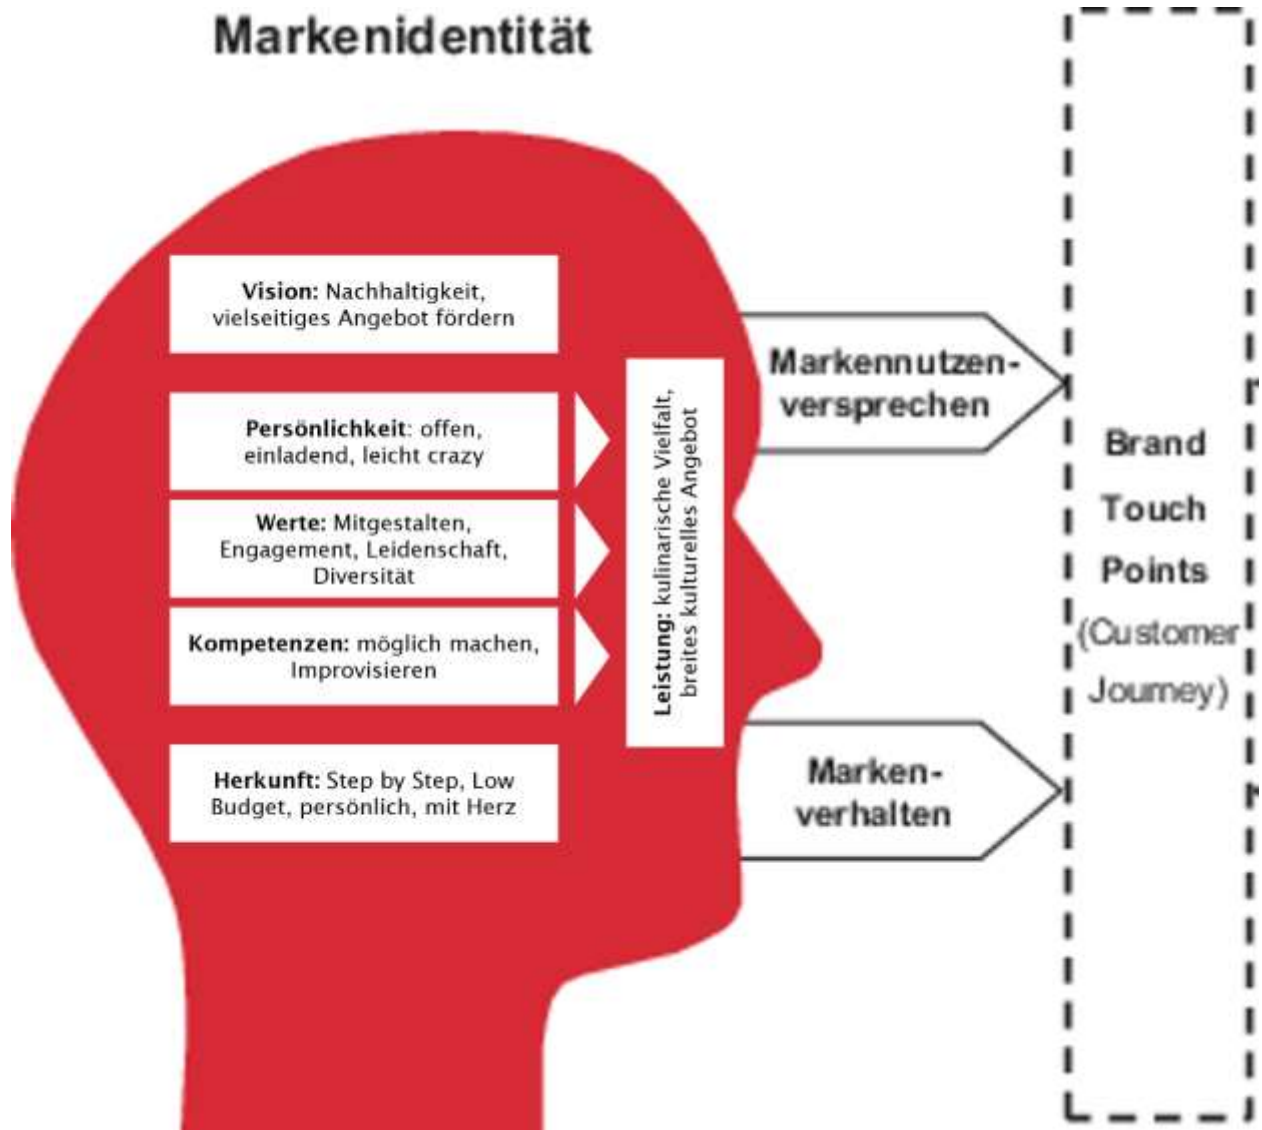 Markenidentität
Vision: Nachhaltigkeit,
vielseitiges Angebot fördern
Persönlichkeit: offen,
einladend, leicht crazy
Werte: Mitgestalten,
Engagement, Leidenschaft,
Diversität
Kompetenzen: möglich machen,
Improvisieren
Herkunft: Step by Step, Low
Budget, persönlich, mit Herz
Leistung: kulinarische Vielfalt,
breites kulturelles Angebot
Markennutzen-
versprechen
Marken-
verhalten
Brand
Touch
Points
(Customer
Journey)